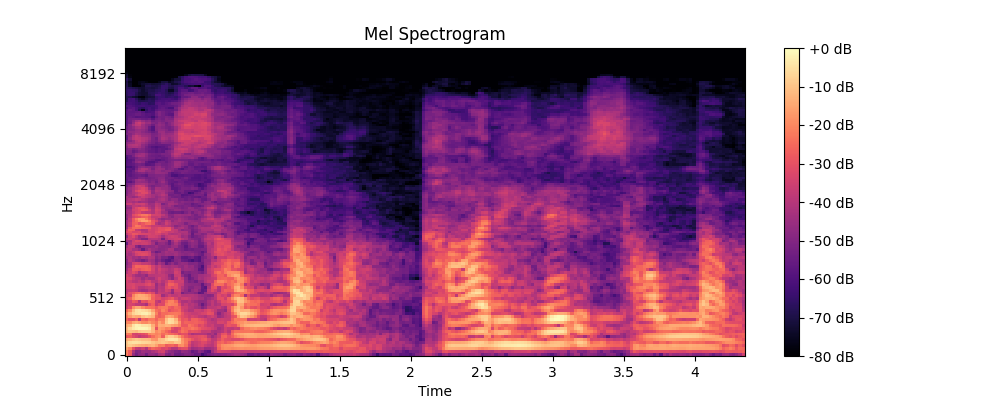 Mel Spectrogram
Hz
8192
4096
2048
1024
512
0
0 0.5 1 1.5 2 2.5 3 3.5 4
Time
+0 dB
-10 dB
-20 dB
-30 dB
-40 dB
-50 dB
-60 dB
-70 dB
-80 dB